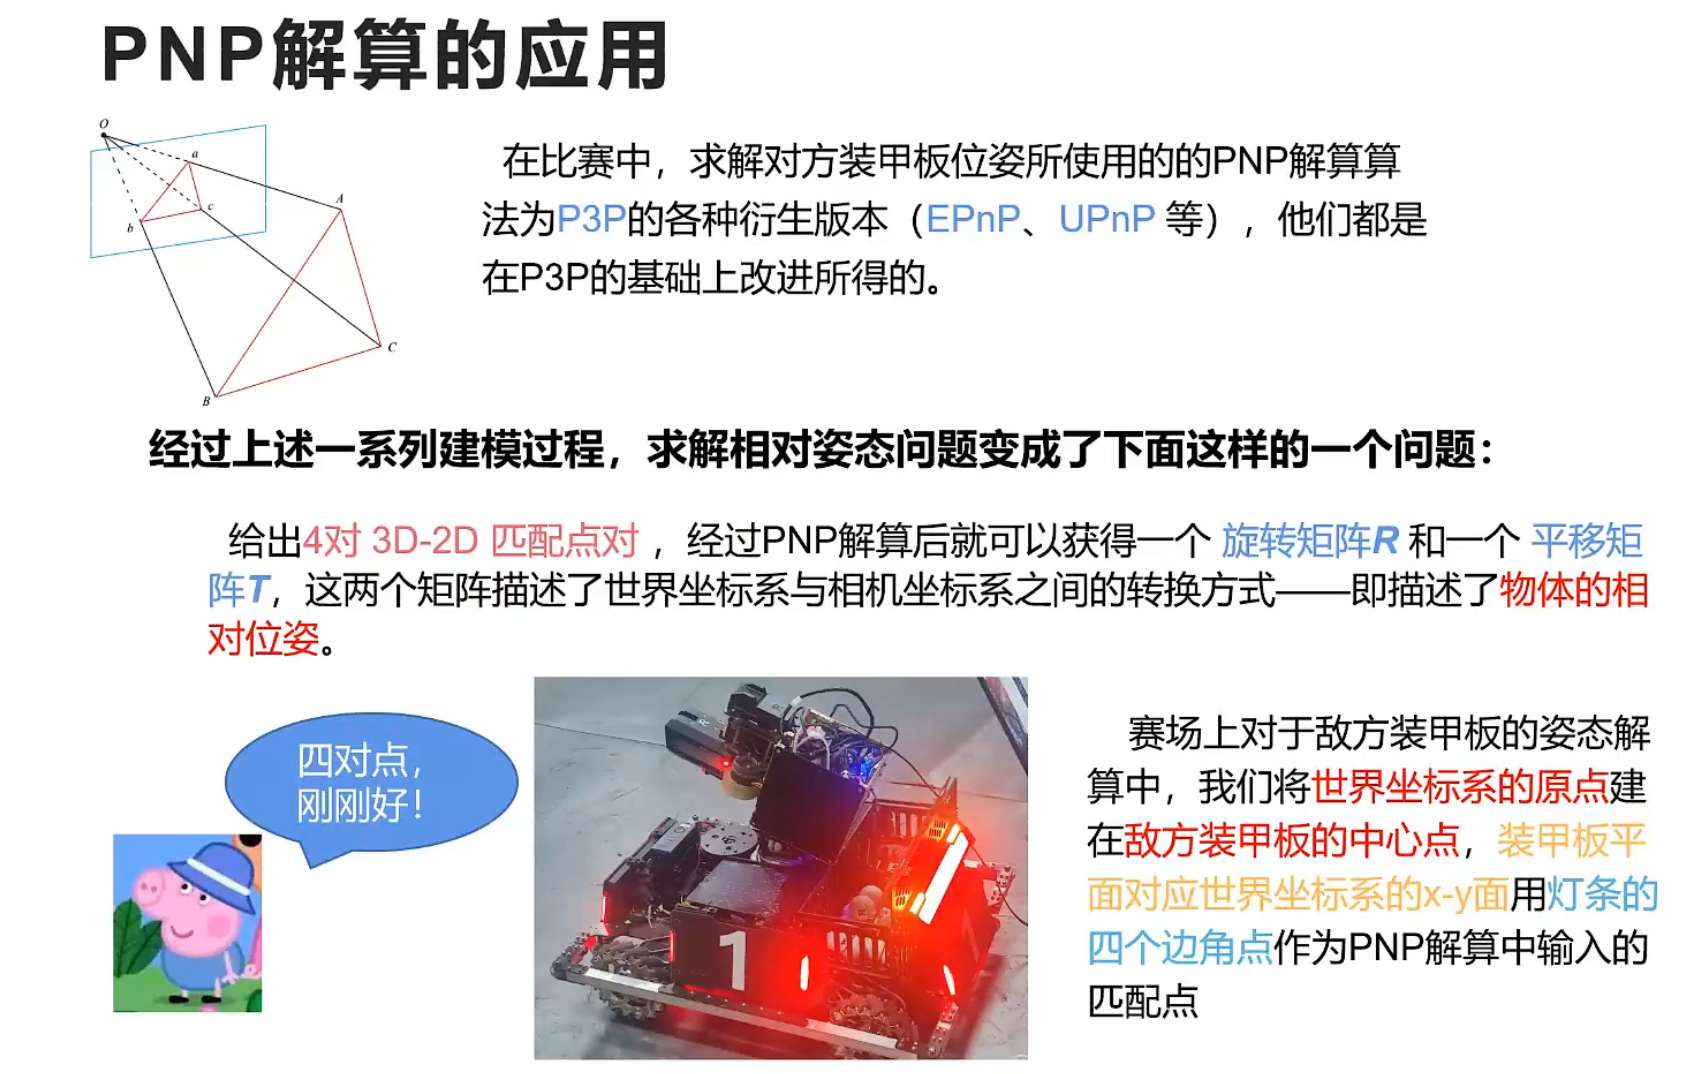 PNP解算的应用
O
a
A
c
b
C
B
在比赛中，求解对方装甲板位姿所使用的的PNP解算算
法为P3P的各种衍生版本（EPnP、UPnP 等），他们都是
在P3P的基础上改进所得的。
经过上述一系列建模过程，求解相对姿态问题变成了下面这样的一个问题：
给出4对 3D-2D 匹配点对 ，经过PNP解算后就可以获得一个 旋转矩阵R 和一个 平移矩
阵T，这两个矩阵描述了世界坐标系与相机坐标系之间的转换方式——即描述了物体的相
对位姿。
四对点，
刚刚好！
1
赛场上对于敌方装甲板的姿态解
算中，我们将世界坐标系的原点建
在敌方装甲板的中心点，装甲板平
面对应世界坐标系的x-y面用灯条的
四个边角点作为PNP解算中输入的
匹配点